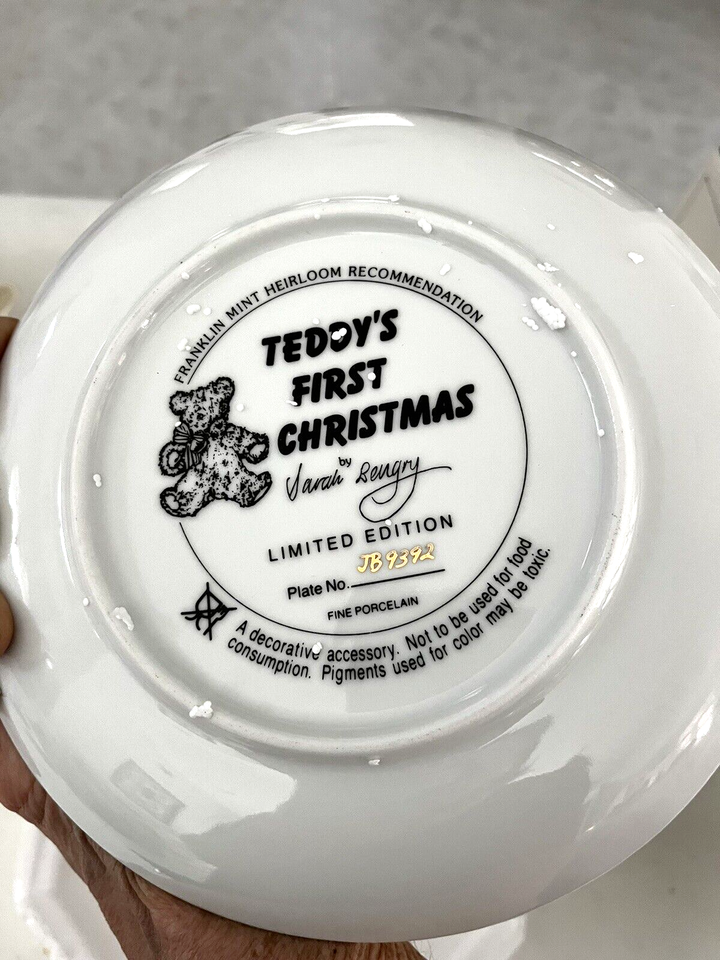 FRANKLIN MINT HEIRLOOM RECOMMENDATION
TEDDY'S
FIRST
CHRISTMAS
by
Sarah Bengry
LIMITED EDITION
Plate No. JB9392
FINE PORCELAIN
A decorative accessory. Not to be used for food
consumption. Pigments used for color may be toxic.